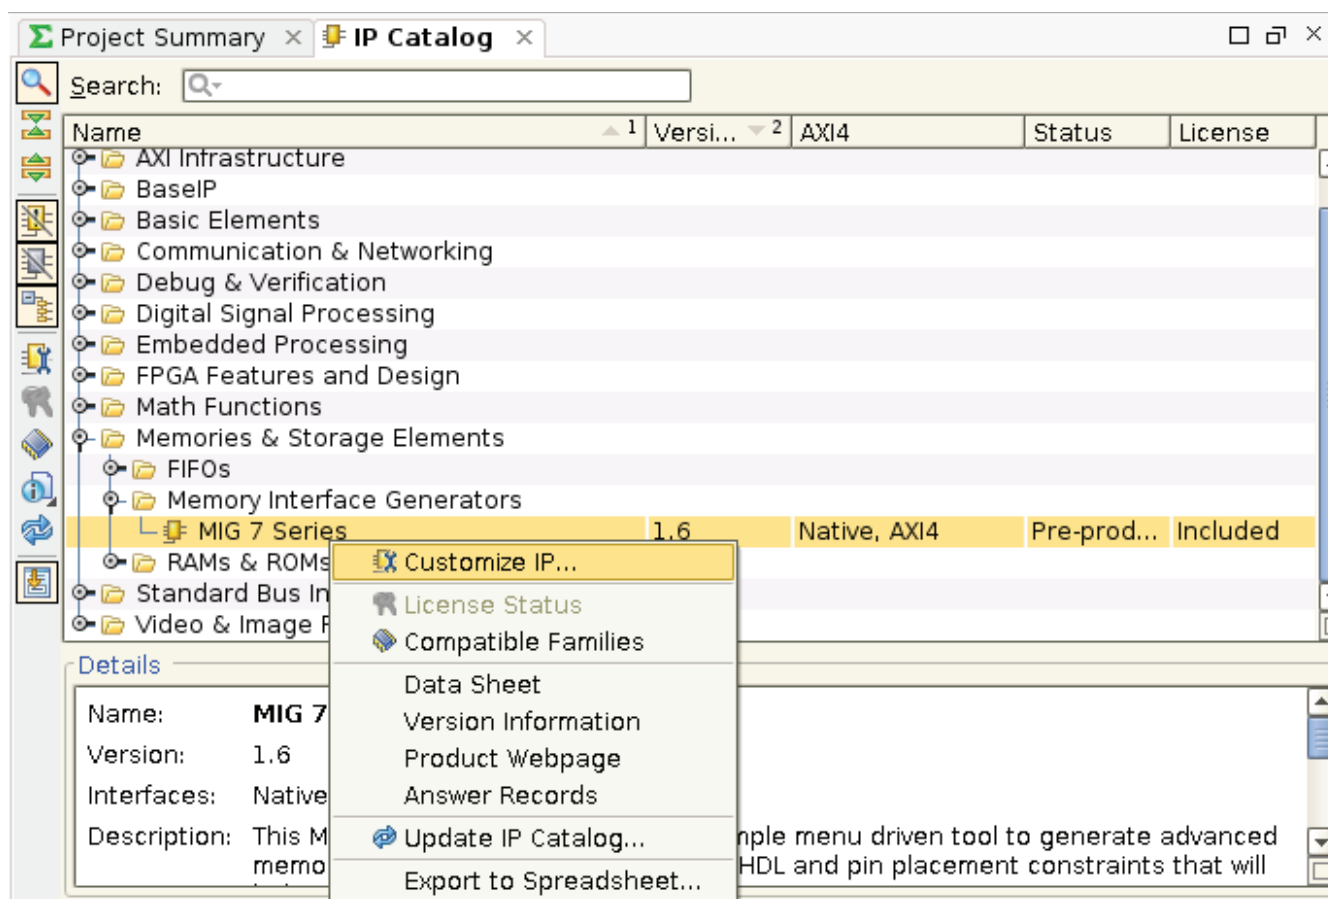 Project Summary × IP Catalog ×
Search:
Name 1 Versi... 2 AXI4 Status License
AXI Infrastructure
BaseIP
Basic Elements
Communication & Networking
Debug & Verification
Digital Signal Processing
Embedded Processing
FPGA Features and Design
Math Functions
Memories & Storage Elements
FIFOs
Memory Interface Generators
MIG 7 Series 1.6 Native, AXI4 Pre-prod... Included
RAMs & ROMs
Standard Bus In
Video & Image
Customize IP...
License Status
Compatible Families
Data Sheet
Version Information
Product Webpage
Answer Records
Update IP Catalog...
Export to Spreadsheet...
Details
Name: MIG 7
Version: 1.6
Interfaces: Native
Description: This M mple menu driven tool to generate advanced
memo HDL and pin placement constraints that will